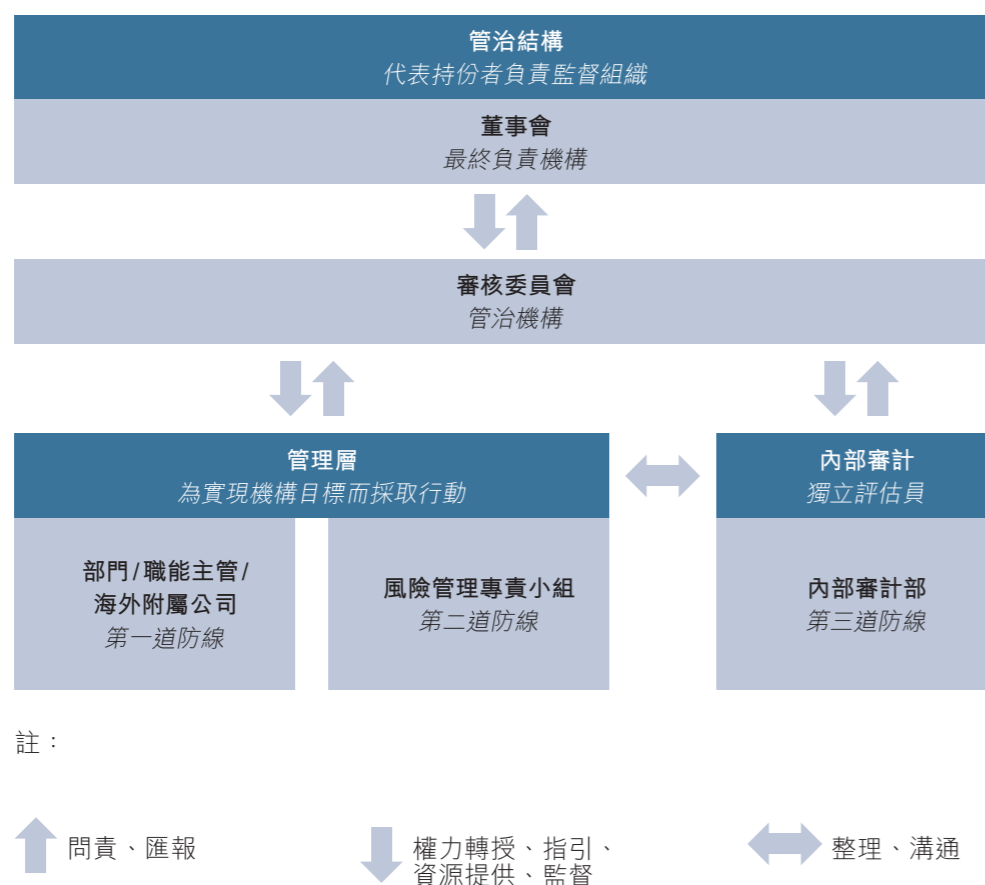 管治結構
代表持份者負責監督組織
董事會
最終負責機構
審核委員會
管治機構
管理層
為實現機構目標而採取行動
內部審計
獨立評估員
部門/職能主管/
海外附屬公司
第一道防線
風險管理專責小組
第二道防線
內部審計部
第三道防線
註：
問責、匯報
權力轉授、指引、
資源提供、監督
整理、溝通